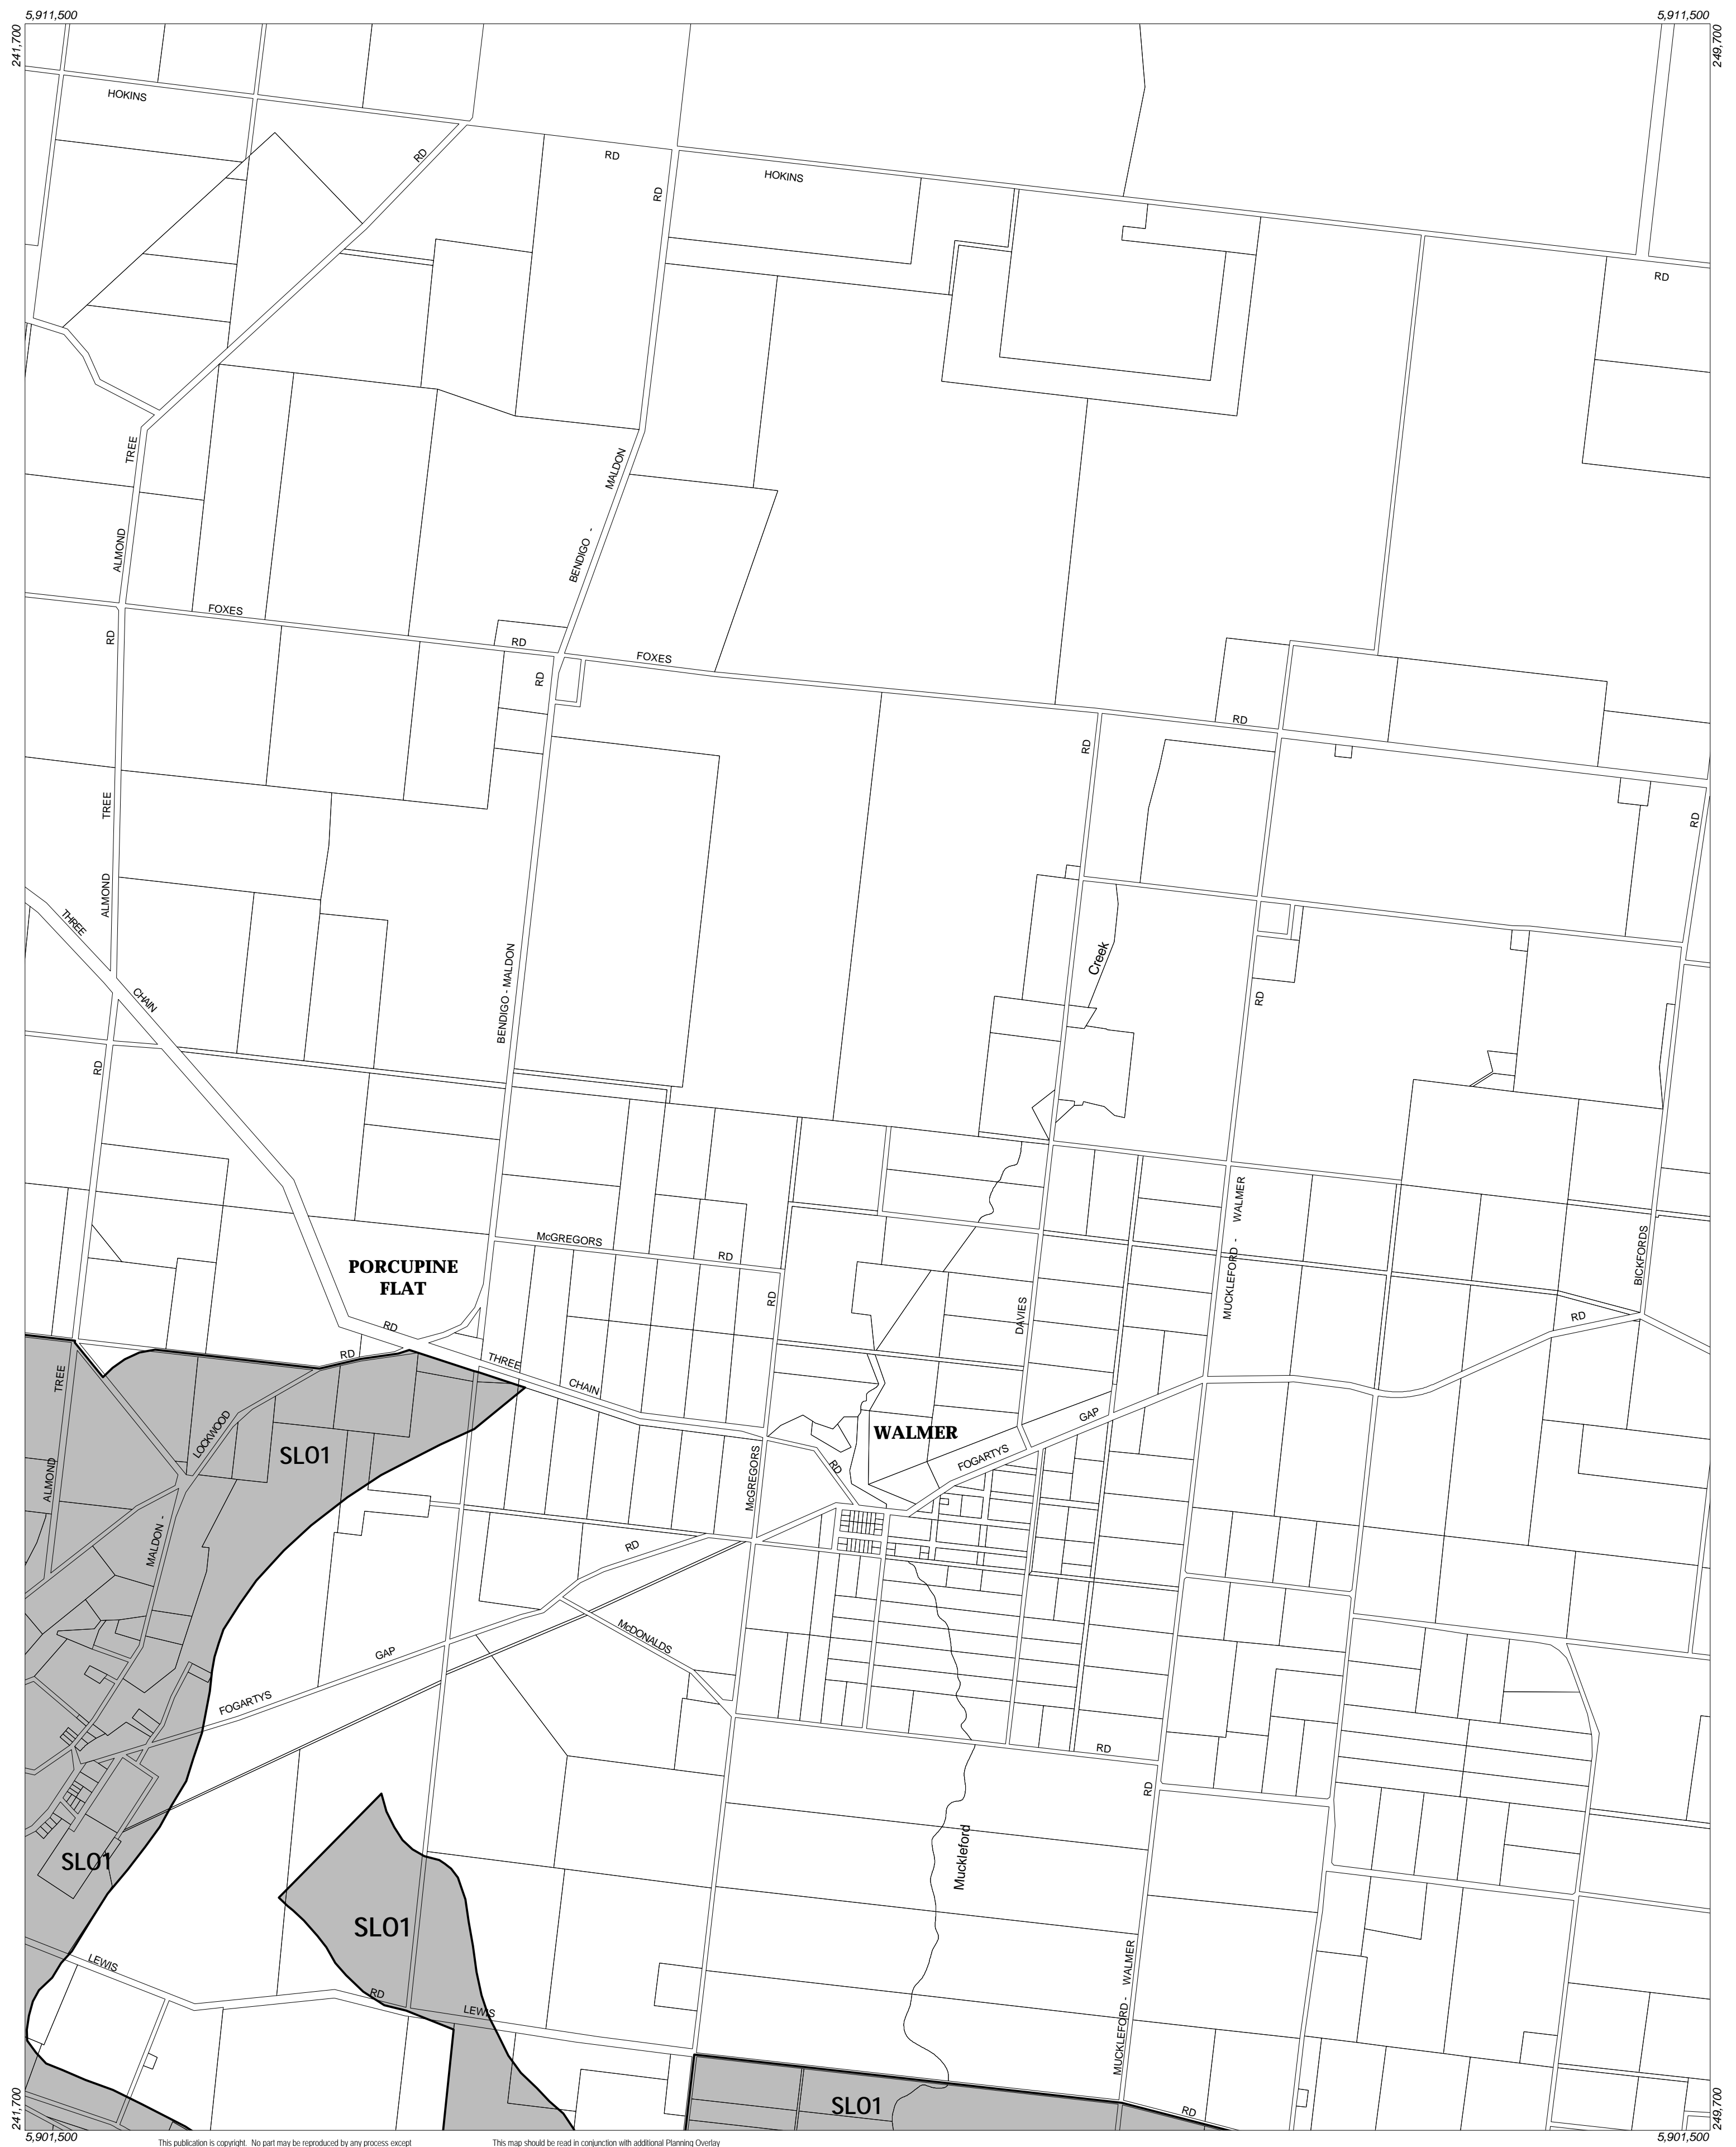 5,911,500
5,911,500
241,700
249,700
HOKINS
RD
RD
RD
HOKINS
RD
TREE
MALDON
ALMOND
BENDIGO -
FOXES
RD
RD
FOXES
RD
RD
RD
TREE
RD
ALMOND
THREE
Creek
BENDIGO - MALDON
CHAIN
RD
RD
McGREGORS
RD
WALMER
MUCKLEFORD -
BICKFORDS
PORCUPINE
FLAT
RD
DAVIES
RD
RD
RD
THREE
CHAIN
TREE
GAP
LOCKWOOD
WALMER
SLO1
FOGARTYS
RD
ALMOND
McGREGORS
MALDON -
RD
McDONALDS
GAP
FOGARTYS
RD
RD
Muckleford
SLO1
SLO1
LEWIS
WALMER
RD
LEWIS
MUCKLEFORD -
SLO1
RD
241,700
249,700
5,901,500
5,901,500
This publication is copyright. No part may be reproduced by any process except
This map should be read in conjunction with additional Planning Overlay